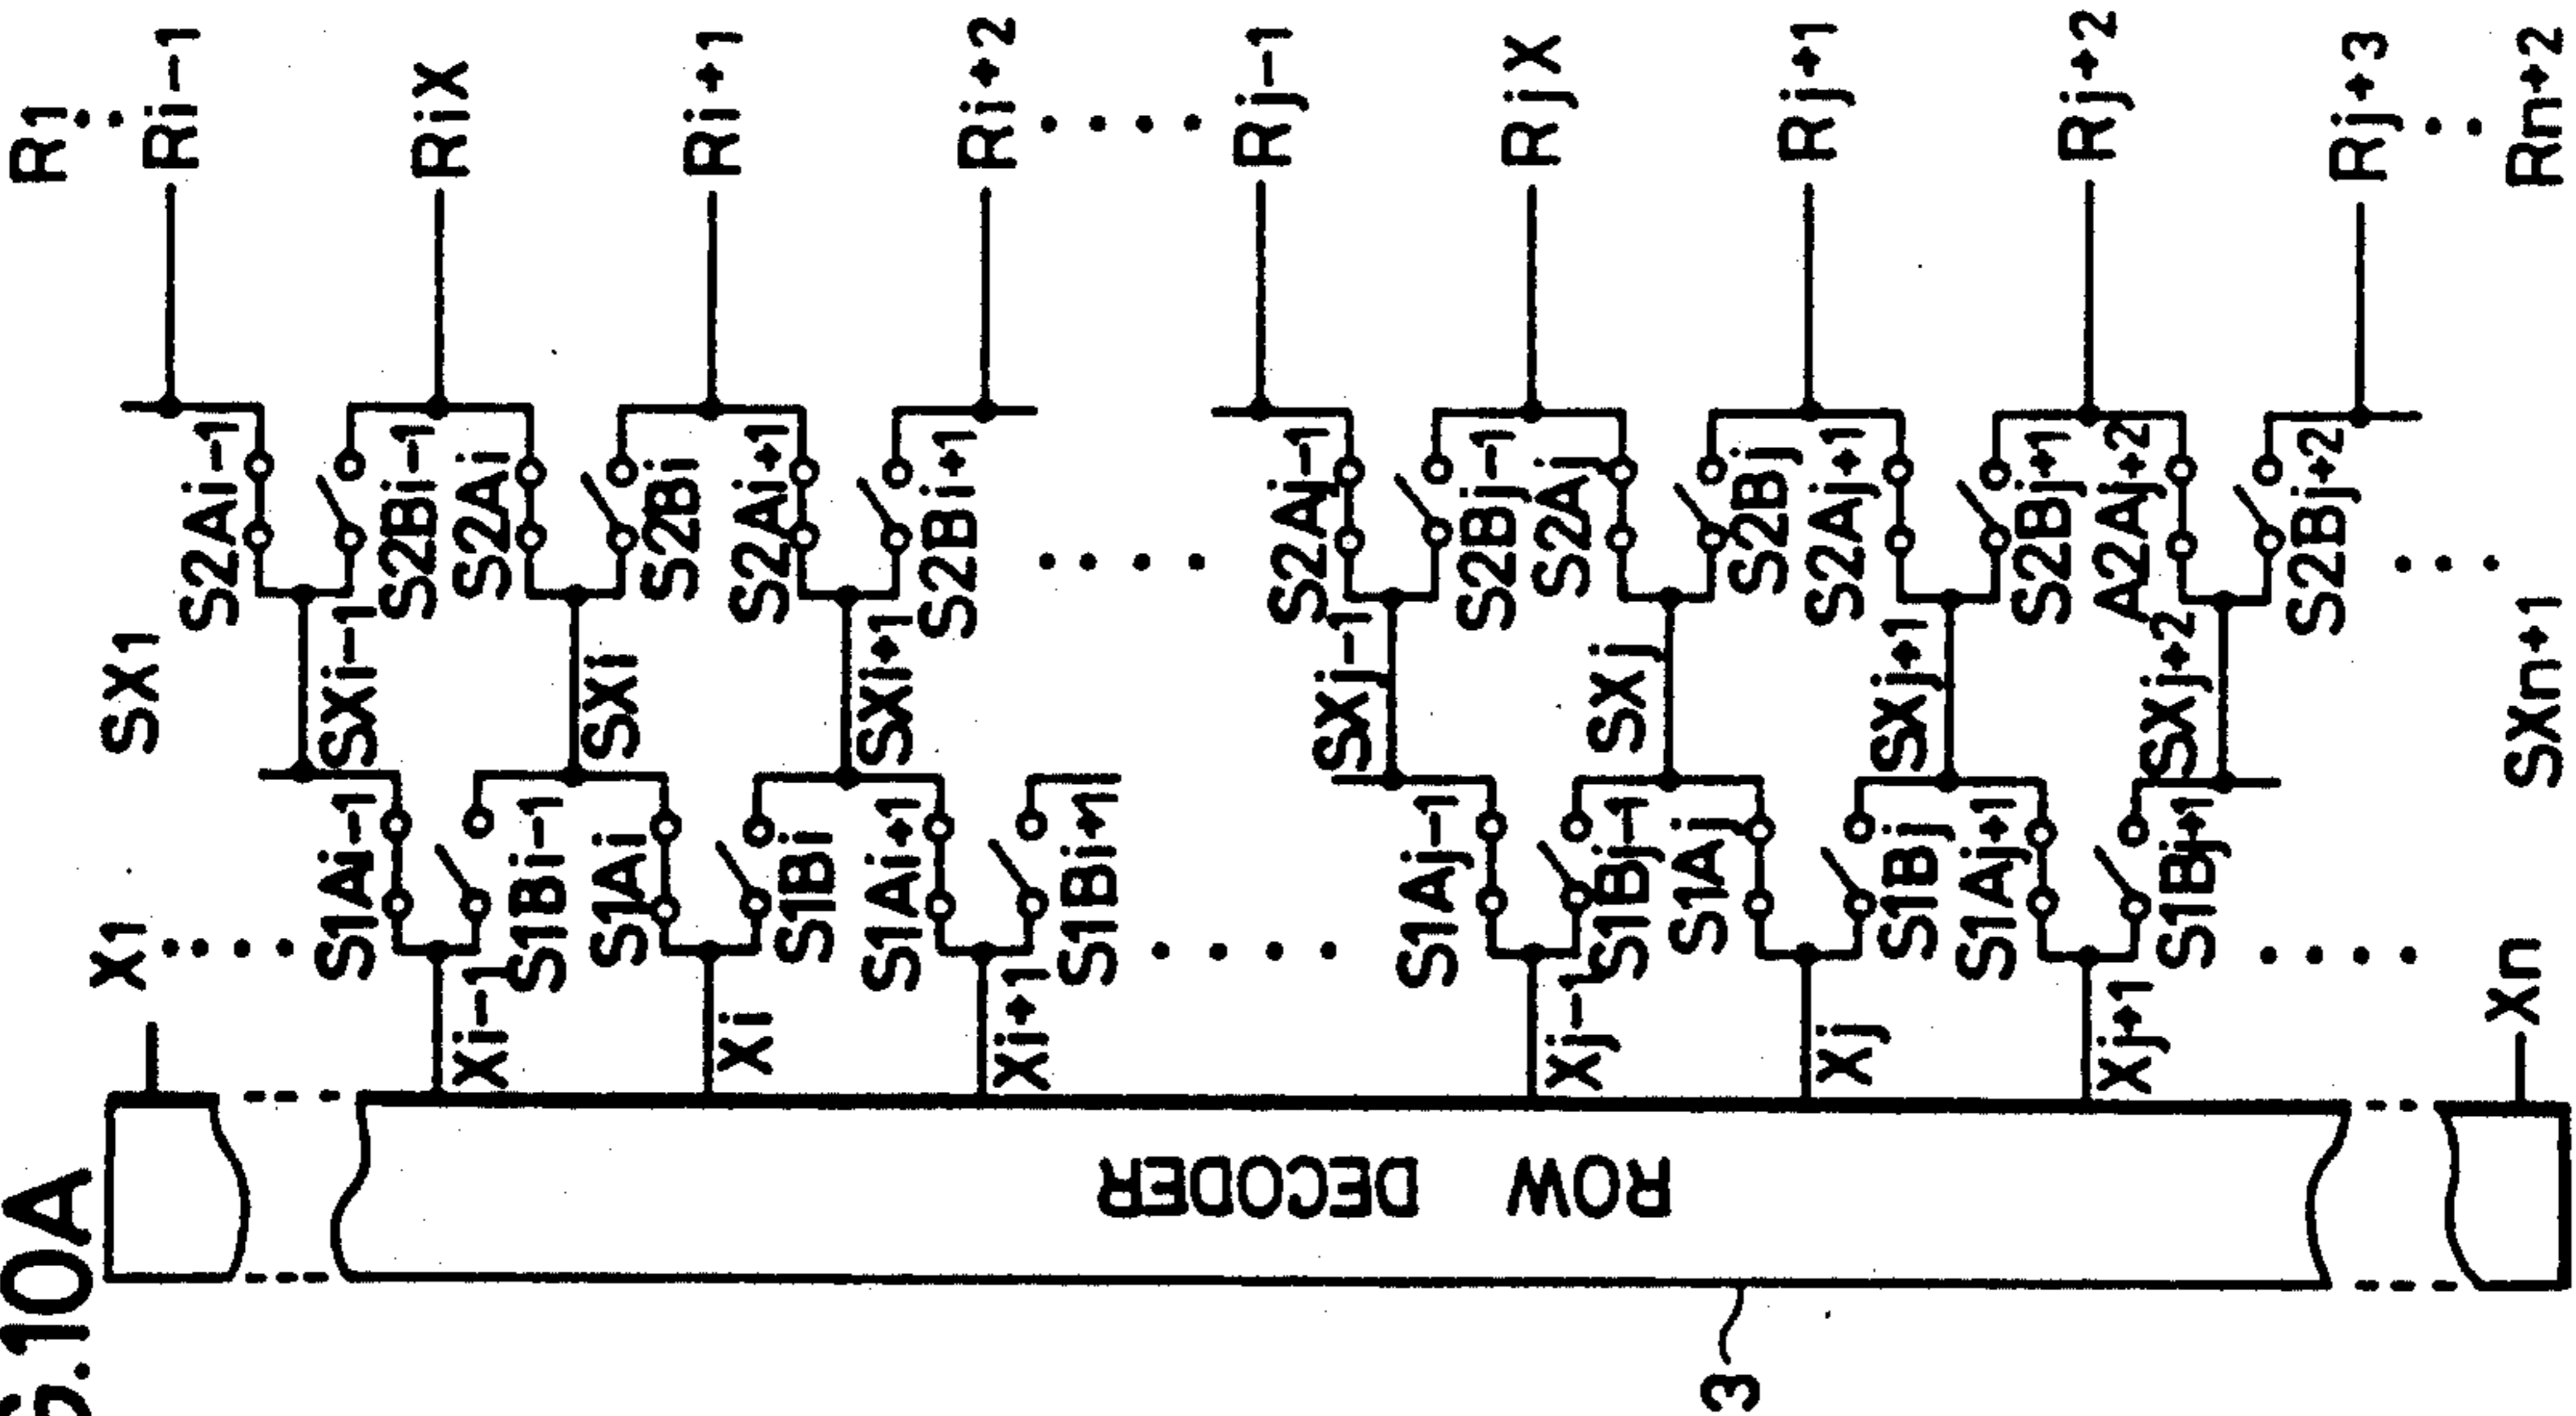 G.10A
R1
Ri-1
RiX
Ri+1
Ri+2
Rj-1
RjX
Rj+1
Rj+2
Rj+3
Rn+2
S2Ai-1
S2Bi-1
S2Ai
S2Bi
S2Ai+1
S2Bi+1
S2Aj-1
S2Bj-1
S2Aj
S2Bj
S2Aj+1
S2Bj+1
A2Aj+2
S2Bj+2
SX1
SXi-1
SXi
SXi+1
SXj-1
SXj
SXj+1
SXj+2
SXn+1
S1Ai-1
S1Bi-1
S1Ai
S1Bi
S1Ai+1
S1Bi+1
S1Aj-1
S1Bj-1
S1Aj
S1Bj
S1Aj+1
S1Bj+1
X1
Xi-1
Xi
Xi+1
Xj-1
Xj
Xj+1
Xn
ROW DECODER
3